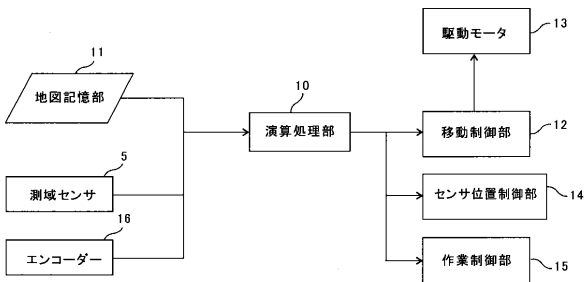 13
駆動モータ
11
地図記憶部
10
演算処理部
移動制御部
12
5
測域センサ
センサ位置制御部
14
16
エンコーダー
作業制御部
15